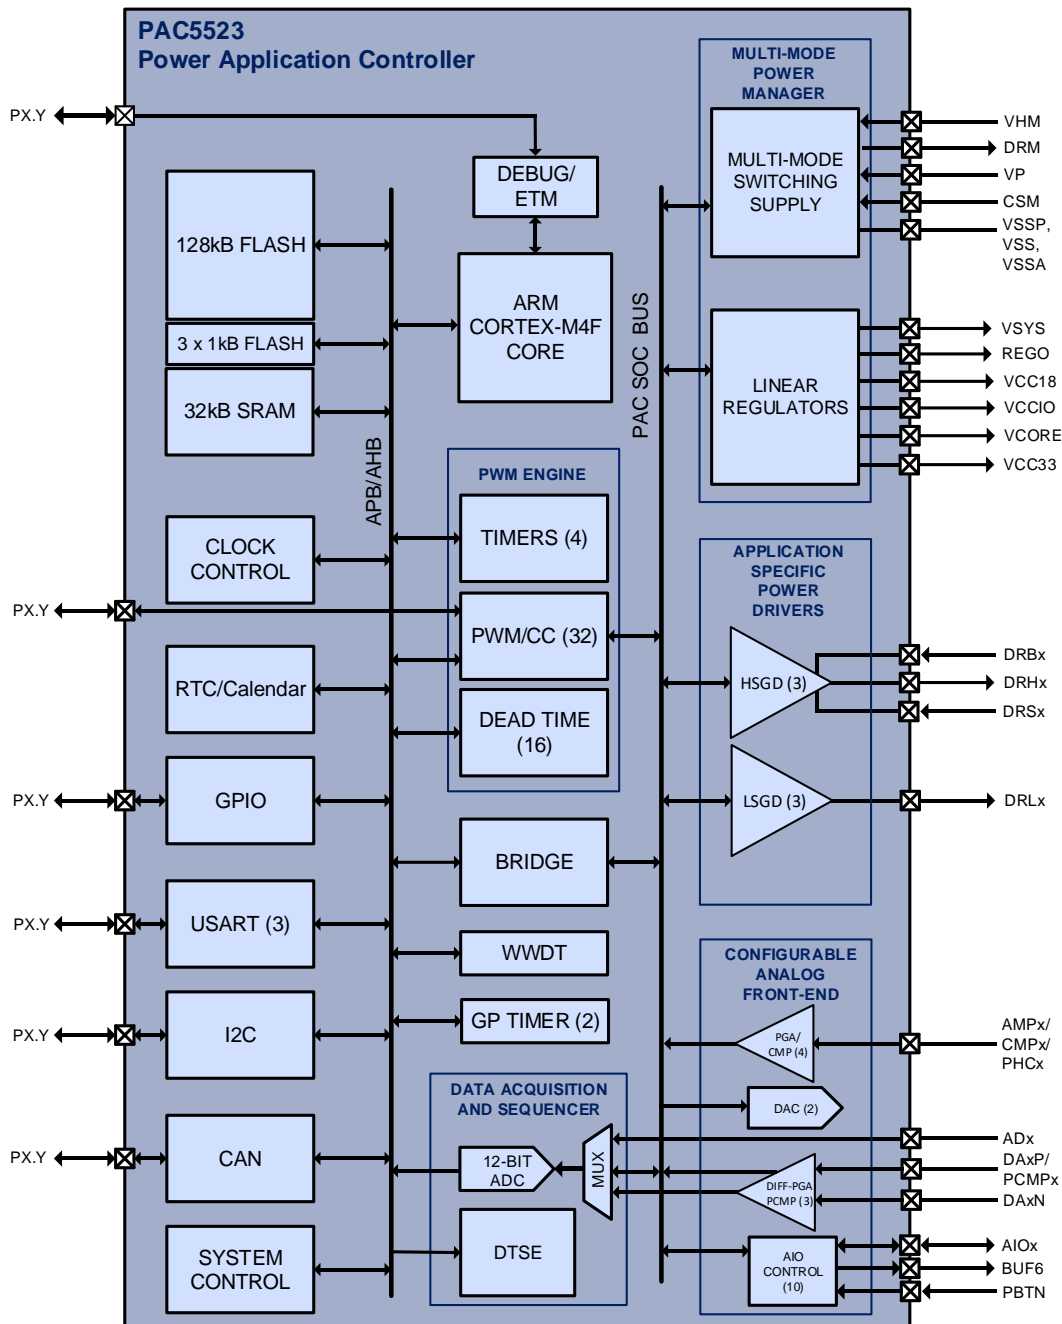 PAC5523
Power Application Controller
PX.Y
128kB FLASH
3 x 1kB FLASH
32kB SRAM
CLOCK
CONTROL
PX.Y
RTC/Calendar
PX.Y
GPIO
PX.Y
USART (3)
PX.Y
I2C
PX.Y
CAN
SYSTEM
CONTROL
APB/AHB
DEBUG/
ETM
ARM
CORTEX-M4F
CORE
PWM ENGINE
TIMERS (4)
PWM/CC (32)
DEAD TIME
(16)
BRIDGE
WWDT
GP TIMER (2)
DATA ACQUISITION
AND SEQUENCER
12-BIT
ADC
MUX
DTSE
PAC SOC BUS
MULTI-MODE
POWER
MANAGER
MULTI-MODE
SWITCHING
SUPPLY
VHM
DRM
VP
CSM
VSSP,
VSS,
VSSA
LINEAR
REGULATORS
VSYS
REGO
VCC18
VCCIO
VCORE
VCC33
APPLICATION
SPECIFIC
POWER
DRIVERS
HSGD (3)
DRBx
DRHx
DRSx
LSGD (3)
DRLx
CONFIGURABLE
ANALOG
FRONT-END
PGA/
CMP (4)
AMPx/
CMPx/
PHCx
DAC (2)
ADx
DIFF-PGA
PCMP (3)
DAxP/
PCMPx
DAxN
AIO
CONTROL
(10)
AIOx
BUF6
PBTN